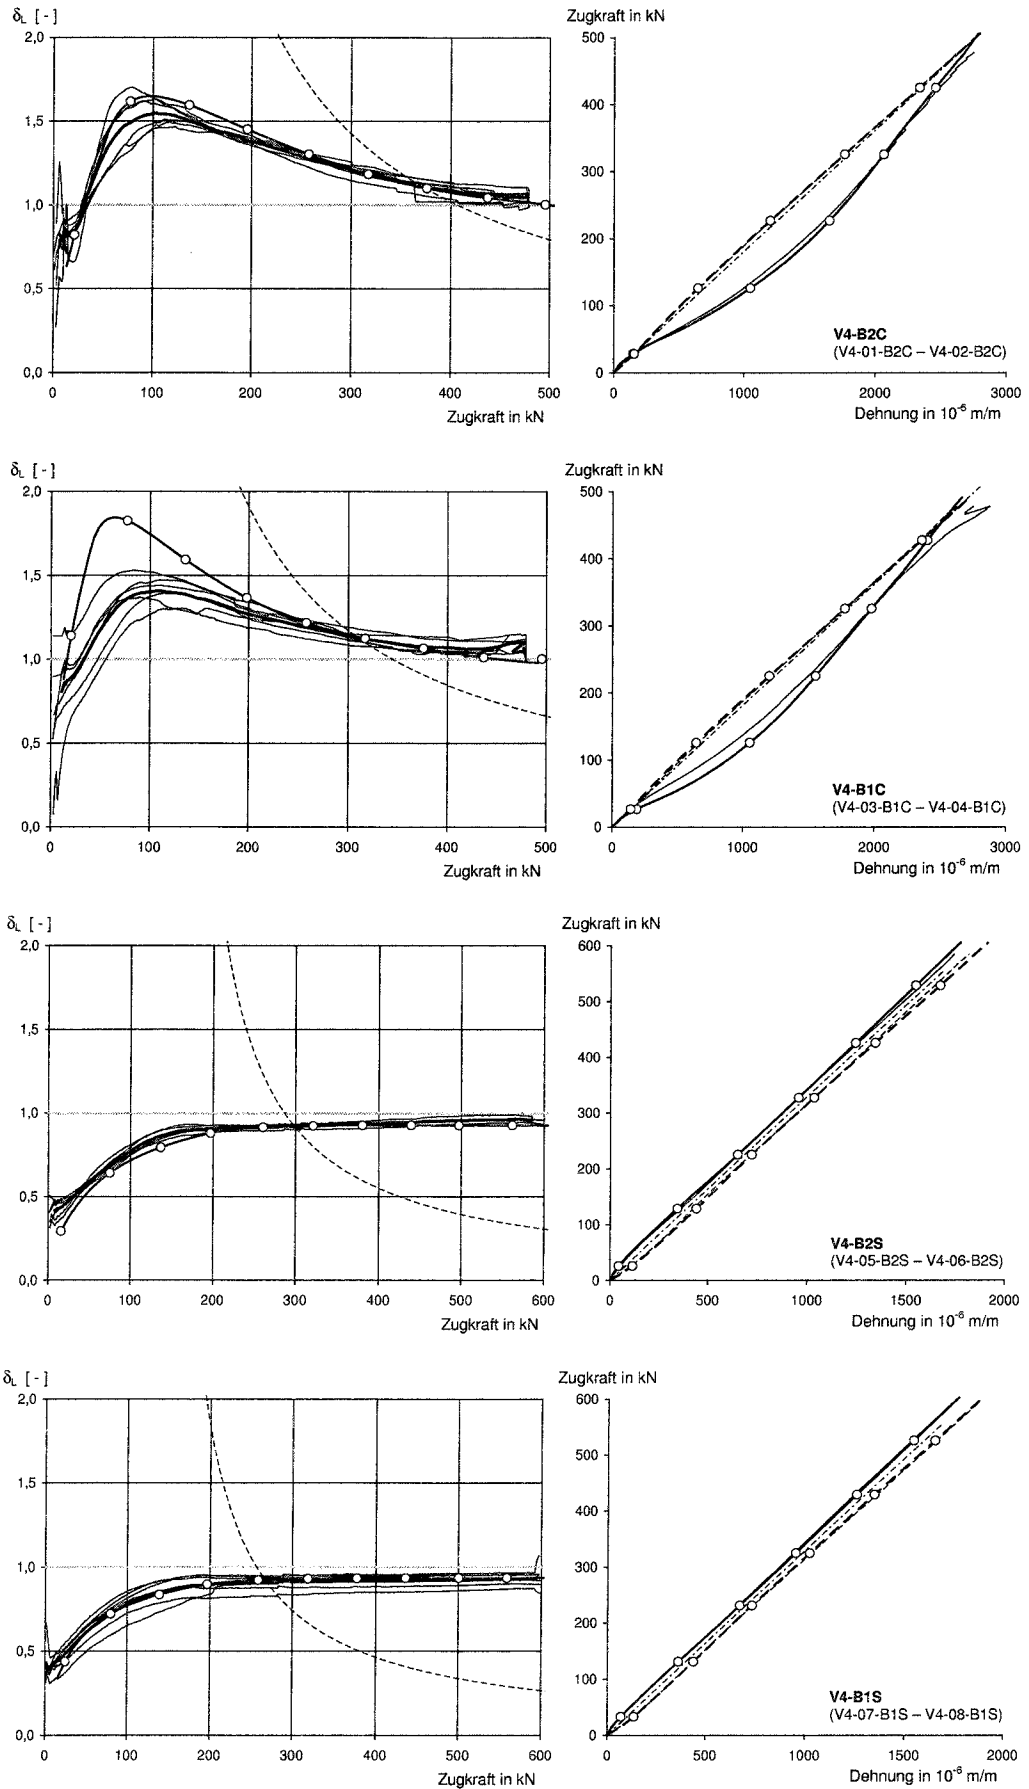 δL [ - ]
2,0
1,5
1,0
0,5
0,0
0 100 200 300 400 500
Zugkraft in kN
Zugkraft in kN
500
400
300
200
100
0
V4-B2C
(V4-01-B2C – V4-02-B2C)
0 1000 2000 3000
Dehnung in 10⁻⁶ m/m
δL [ - ]
2,0
1,5
1,0
0,5
0,0
0 100 200 300 400 500
Zugkraft in kN
Zugkraft in kN
500
400
300
200
100
0
V4-B1C
(V4-03-B1C – V4-04-B1C)
0 1000 2000 3000
Dehnung in 10⁻⁶ m/m
δL [ - ]
2,0
1,5
1,0
0,5
0,0
0 100 200 300 400 500 600
Zugkraft in kN
Zugkraft in kN
600
500
400
300
200
100
0
V4-B2S
(V4-05-B2S – V4-06-B2S)
0 500 1000 1500 2000
Dehnung in 10⁻⁶ m/m
δL [ - ]
2,0
1,5
1,0
0,5
0,0
0 100 200 300 400 500 600
Zugkraft in kN
Zugkraft in kN
600
500
400
300
200
100
0
V4-B1S
(V4-07-B1S – V4-08-B1S)
0 500 1000 1500 2000
Dehnung in 10⁻⁶ m/m